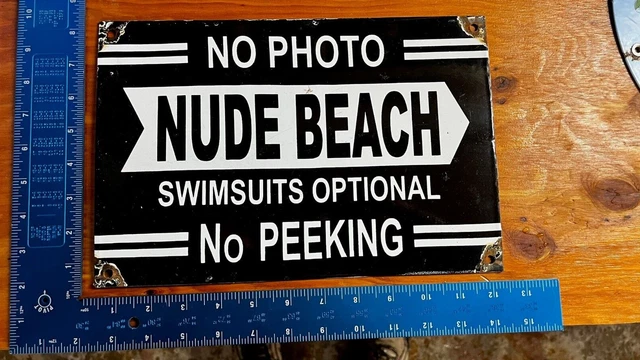 NO PHOTO
NUDE BEACH
SWIMSUITS OPTIONAL
No PEEKING